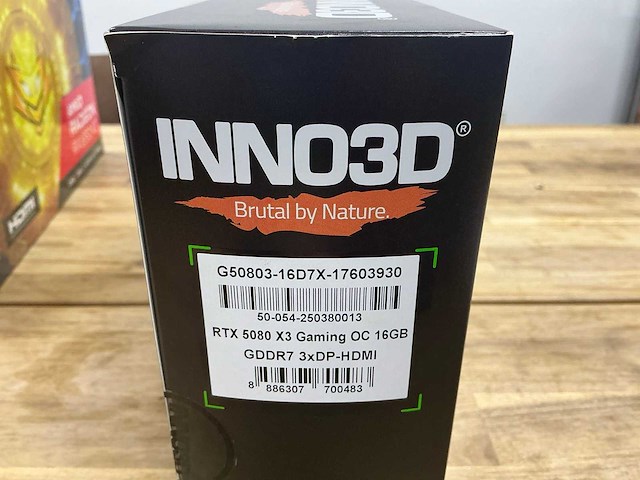 INNO3D®
Brutal by Nature.
G50803-16D7X-17603930
50-054-250380013
RTX 5080 X3 Gaming OC 16GB
GDDR7 3xDP-HDMI
8 886307 700483
HDMI